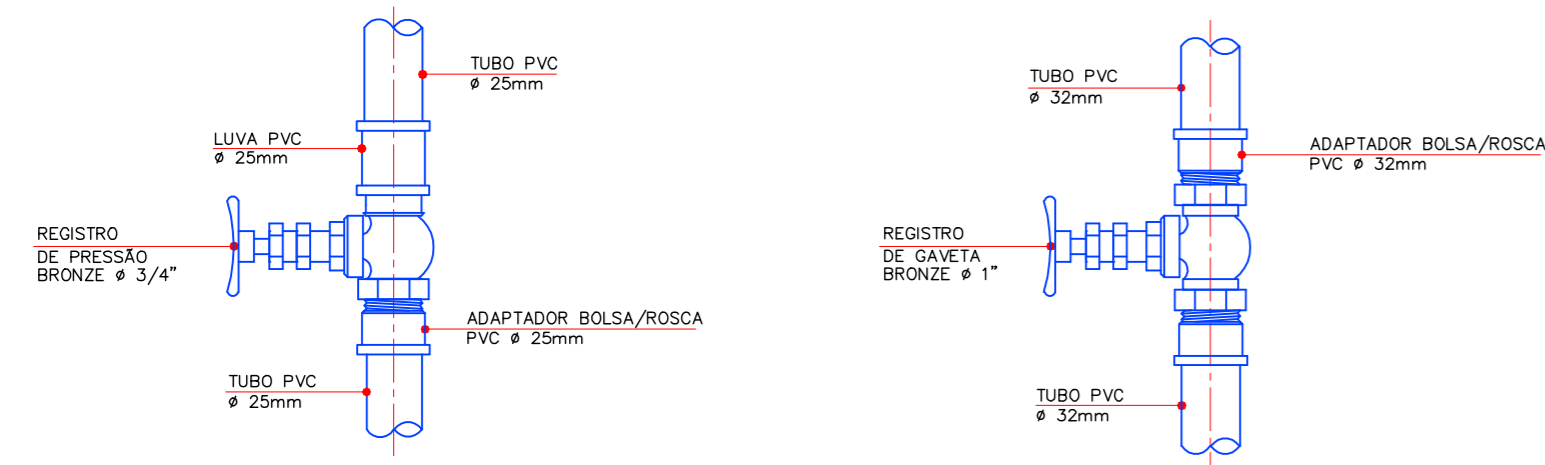 TUBO PVC
ø 25mm
LUVA PVC
ø 25mm
REGISTRO
DE PRESSÃO
BRONZE ø 3/4”
ADAPTADOR BOLSA/ROSCA
PVC ø 25mm
TUBO PVC
ø 25mm
TUBO PVC
ø 32mm
ADAPTADOR BOLSA/ROSCA
PVC ø 32mm
REGISTRO
DE GAVETA
BRONZE ø 1”
TUBO PVC
ø 32mm